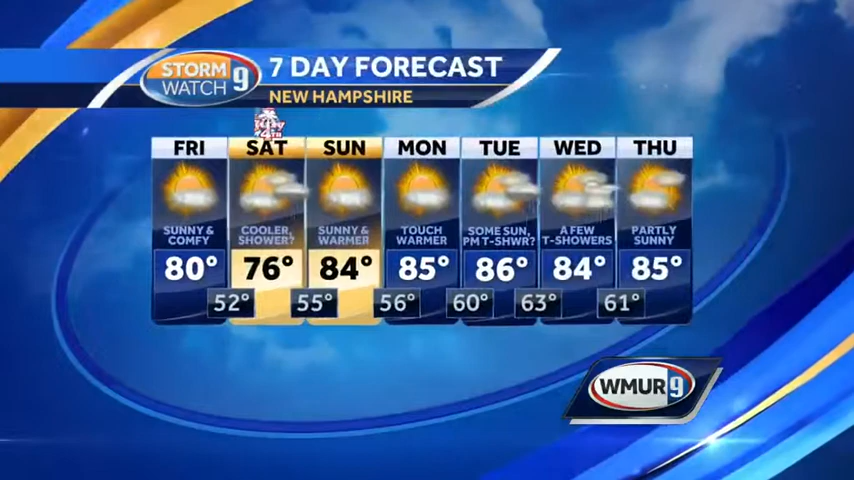 STORM
WATCH 9
7 DAY FORECAST
NEW HAMPSHIRE
4TH
FRI SAT SUN MON TUE WED THU
SUNNY & COMFY
COOLER, SHOWER?
SUNNY & WARMER
TOUCH WARMER
SOME SUN, PM T-SHWR?
A FEW T-SHOWERS
PARTLY SUNNY
80° 76° 84° 85° 86° 84° 85°
52° 55° 56° 60° 63° 61°
WMUR 9